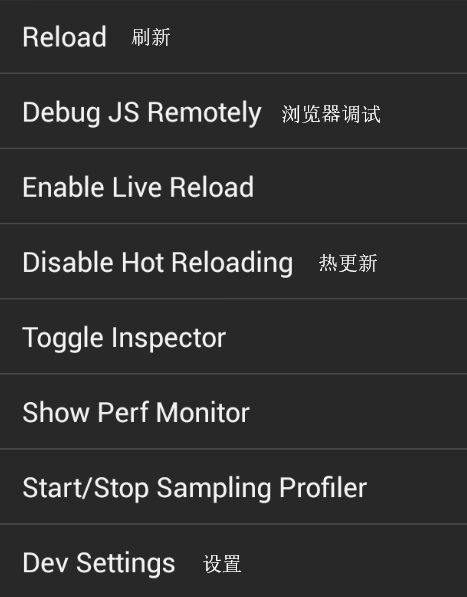 Reload 刷新
Debug JS Remotely 浏览器调试
Enable Live Reload
Disable Hot Reloading 热更新
Toggle Inspector
Show Perf Monitor
Start/Stop Sampling Profiler
Dev Settings 设置